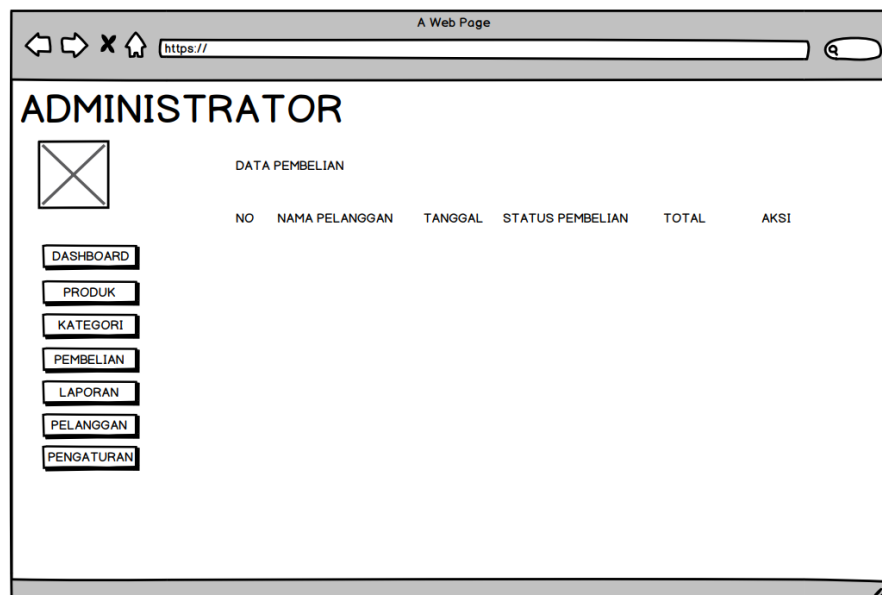 A Web Page
https://
ADMINISTRATOR
DATA PEMBELIAN
NO NAMA PELANGGAN TANGGAL STATUS PEMBELIAN TOTAL AKSI
DASHBOARD
PRODUK
KATEGORI
PEMBELIAN
LAPORAN
PELANGGAN
PENGATURAN